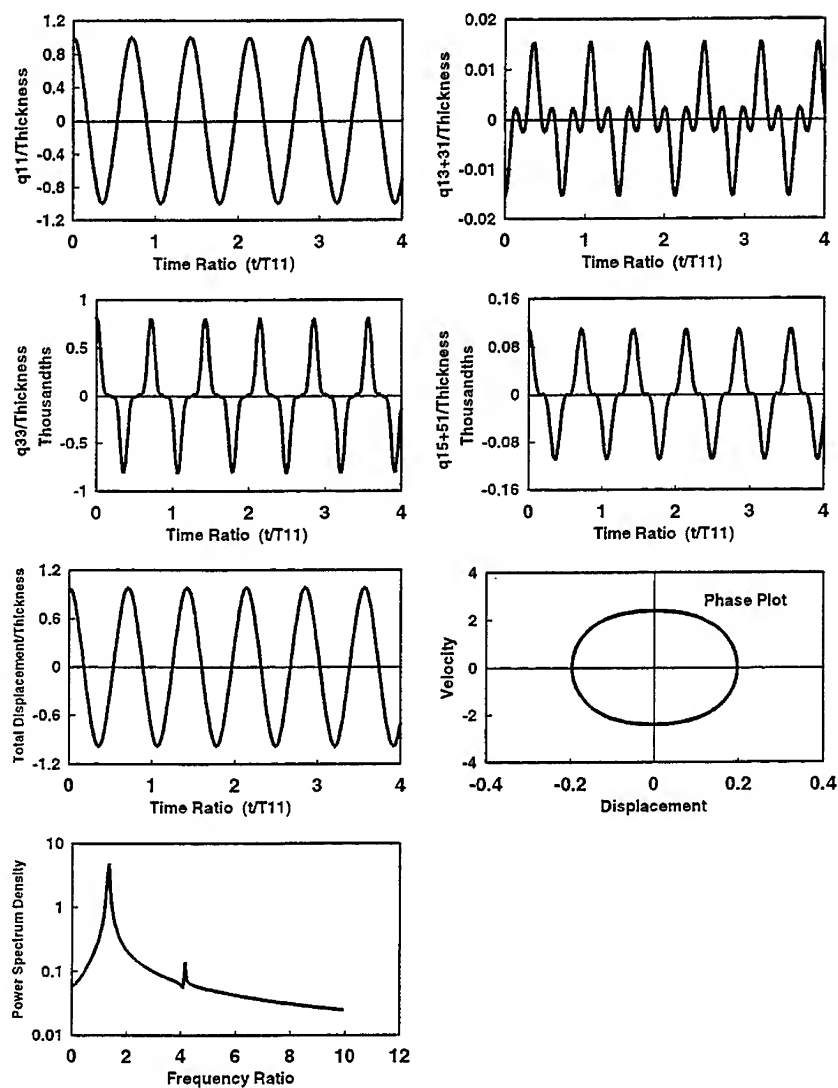 1.2
0.8
0.4
0
-0.4
-0.8
-1.2
q11/Thickness
0 1 2 3 4
Time Ratio (t/T11)
0.02
0.01
0
-0.01
-0.02
q13+31/Thickness
0 1 2 3 4
Time Ratio (t/T11)
1
0.5
0
-0.5
-1
q33/Thickness
Thousandths
0 1 2 3 4
Time Ratio (t/T11)
0.16
0.08
0
-0.08
-0.16
q15+51/Thickness
Thousandths
0 1 2 3 4
Time Ratio (t/T11)
1.2
0.6
0
-0.6
-1.2
Total Displacement/Thickness
0 1 2 3 4
Time Ratio (t/T11)
Phase Plot
4
2
0
-2
-4
Velocity
-0.4 -0.2 0 0.2 0.4
Displacement
10
1
0.1
0.01
Power Spectrum Density
0 2 4 6 8 10 12
Frequency Ratio